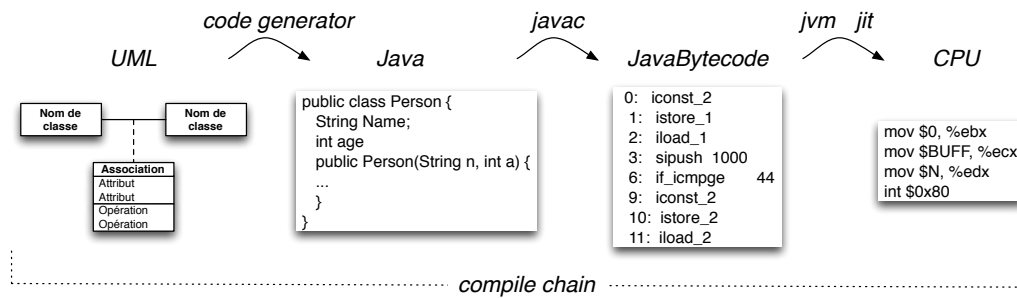 code generator
javac
jvm jit
UML
Java
JavaBytecode
CPU
Nom de
classe
Nom de
classe
Association
Attribut
Attribut
Opération
Opération
public class Person {
String Name;
int age
public Person(String n, int a) {
...
}
}
0: iconst_2
1: istore_1
2: iload_1
3: sipush 1000
6: if_icmpge 44
9: iconst_2
10: istore_2
11: iload_2
mov $0, %ebx
mov $BUFF, %ecx
mov $N, %edx
int $0x80
compile chain